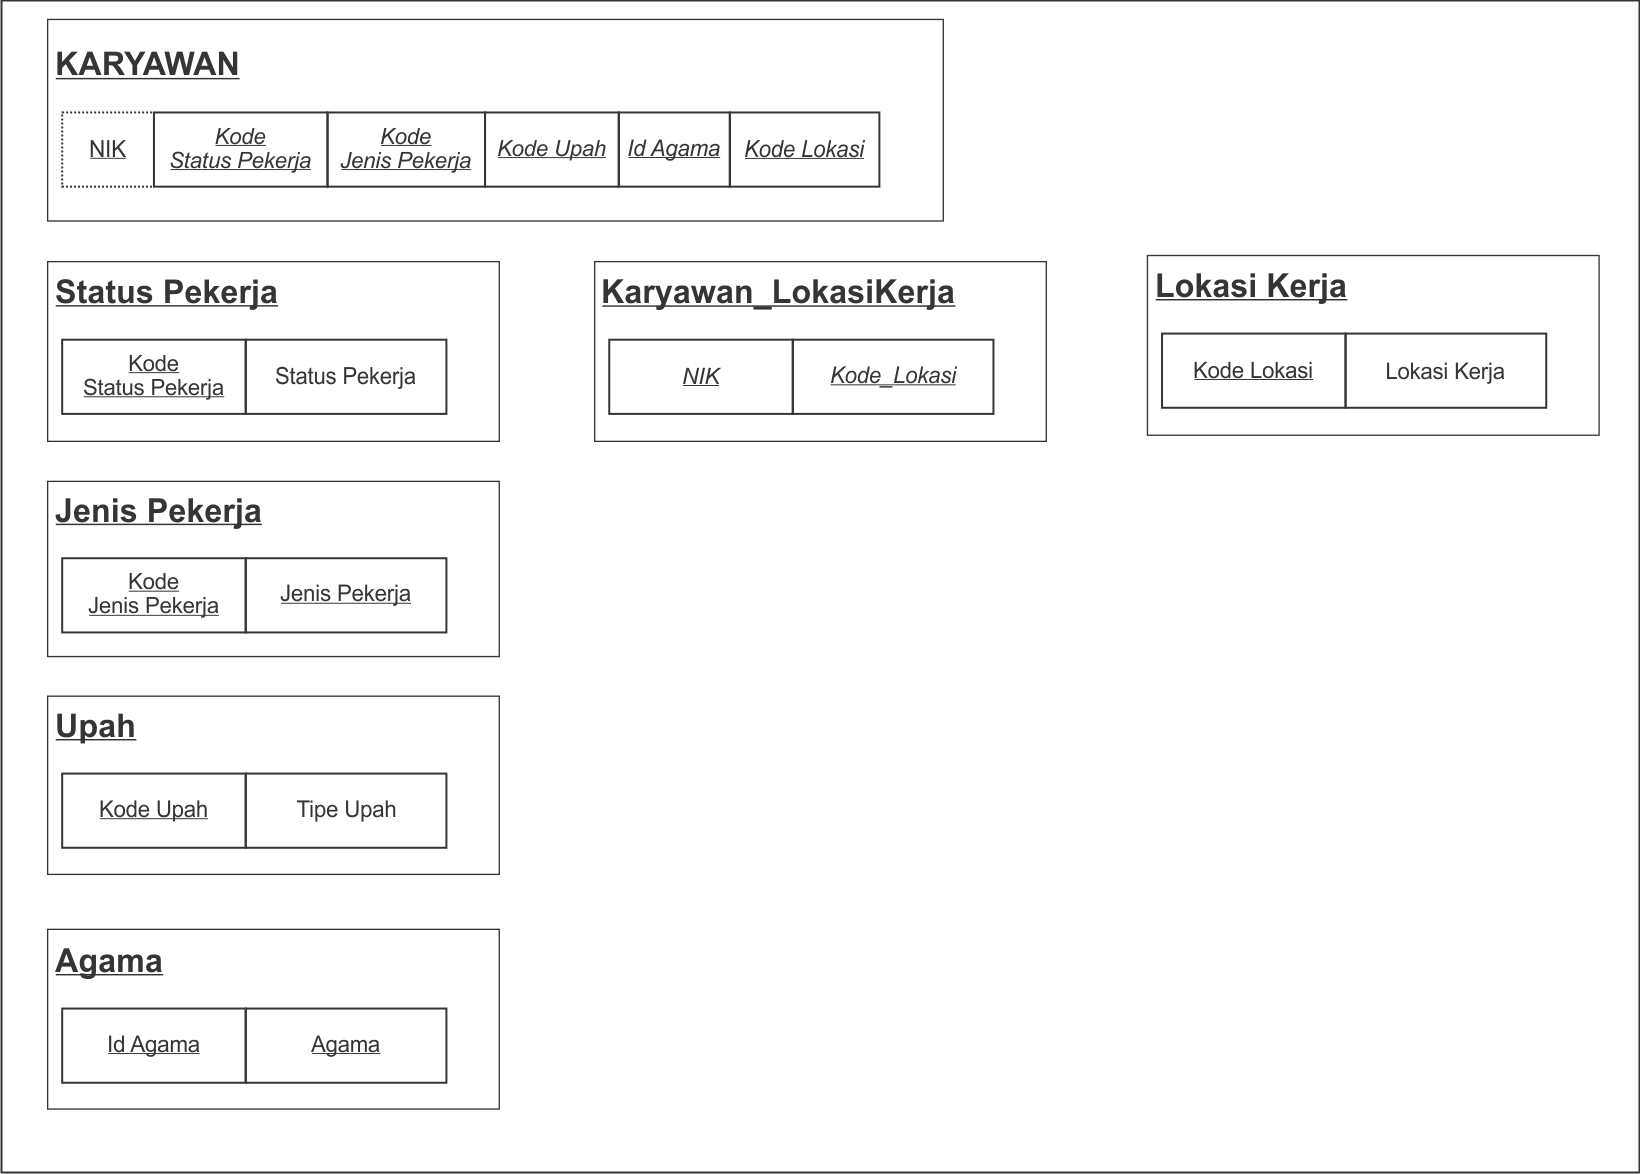 KARYAWAN
NIK
Kode
Status Pekerja
Kode
Jenis Pekerja
Kode Upah
Id Agama
Kode Lokasi
Status Pekerja
Kode
Status Pekerja
Status Pekerja
Karyawan_LokasiKerja
NIK
Kode_Lokasi
Lokasi Kerja
Kode Lokasi
Lokasi Kerja
Jenis Pekerja
Kode
Jenis Pekerja
Jenis Pekerja
Upah
Kode Upah
Tipe Upah
Agama
Id Agama
Agama